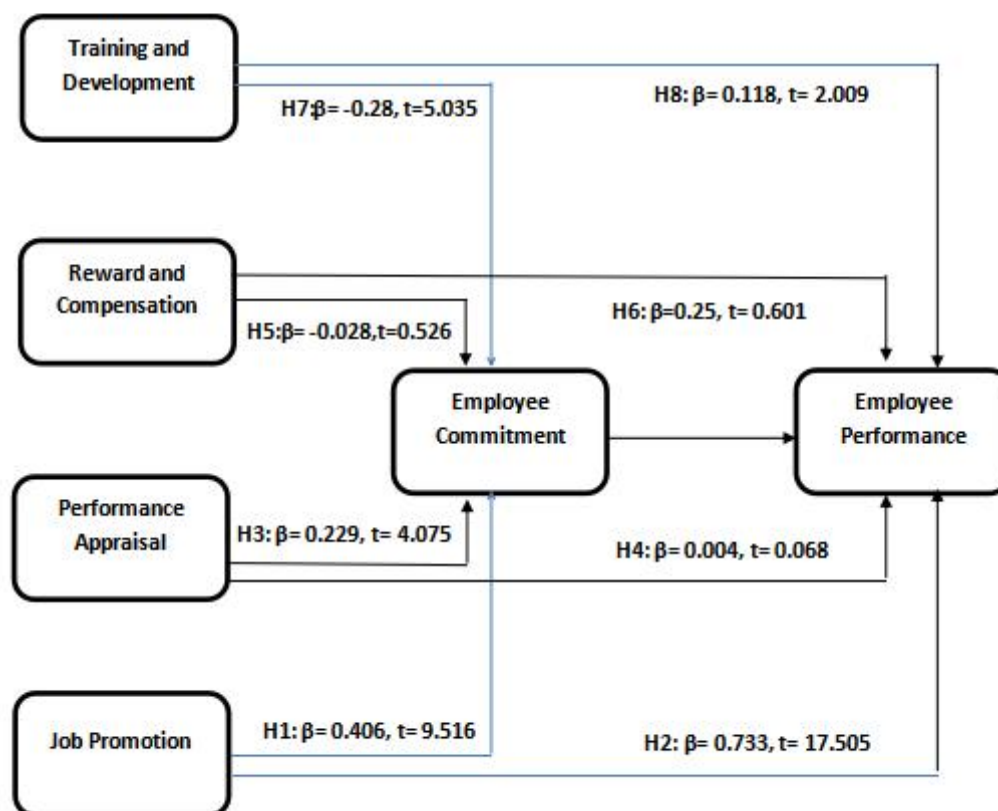 Training and
Development
H7:β= -0.28, t=5.035
H8: β= 0.118, t= 2.009
Reward and
Compensation
H5:β= -0.028,t=0.526
H6: β=0.25, t= 0.601
Employee
Commitment
Employee
Performance
Performance
Appraisal
H3: β= 0.229, t= 4.075
H4: β= 0.004, t= 0.068
Job Promotion
H1: β= 0.406, t= 9.516
H2: β= 0.733, t= 17.505